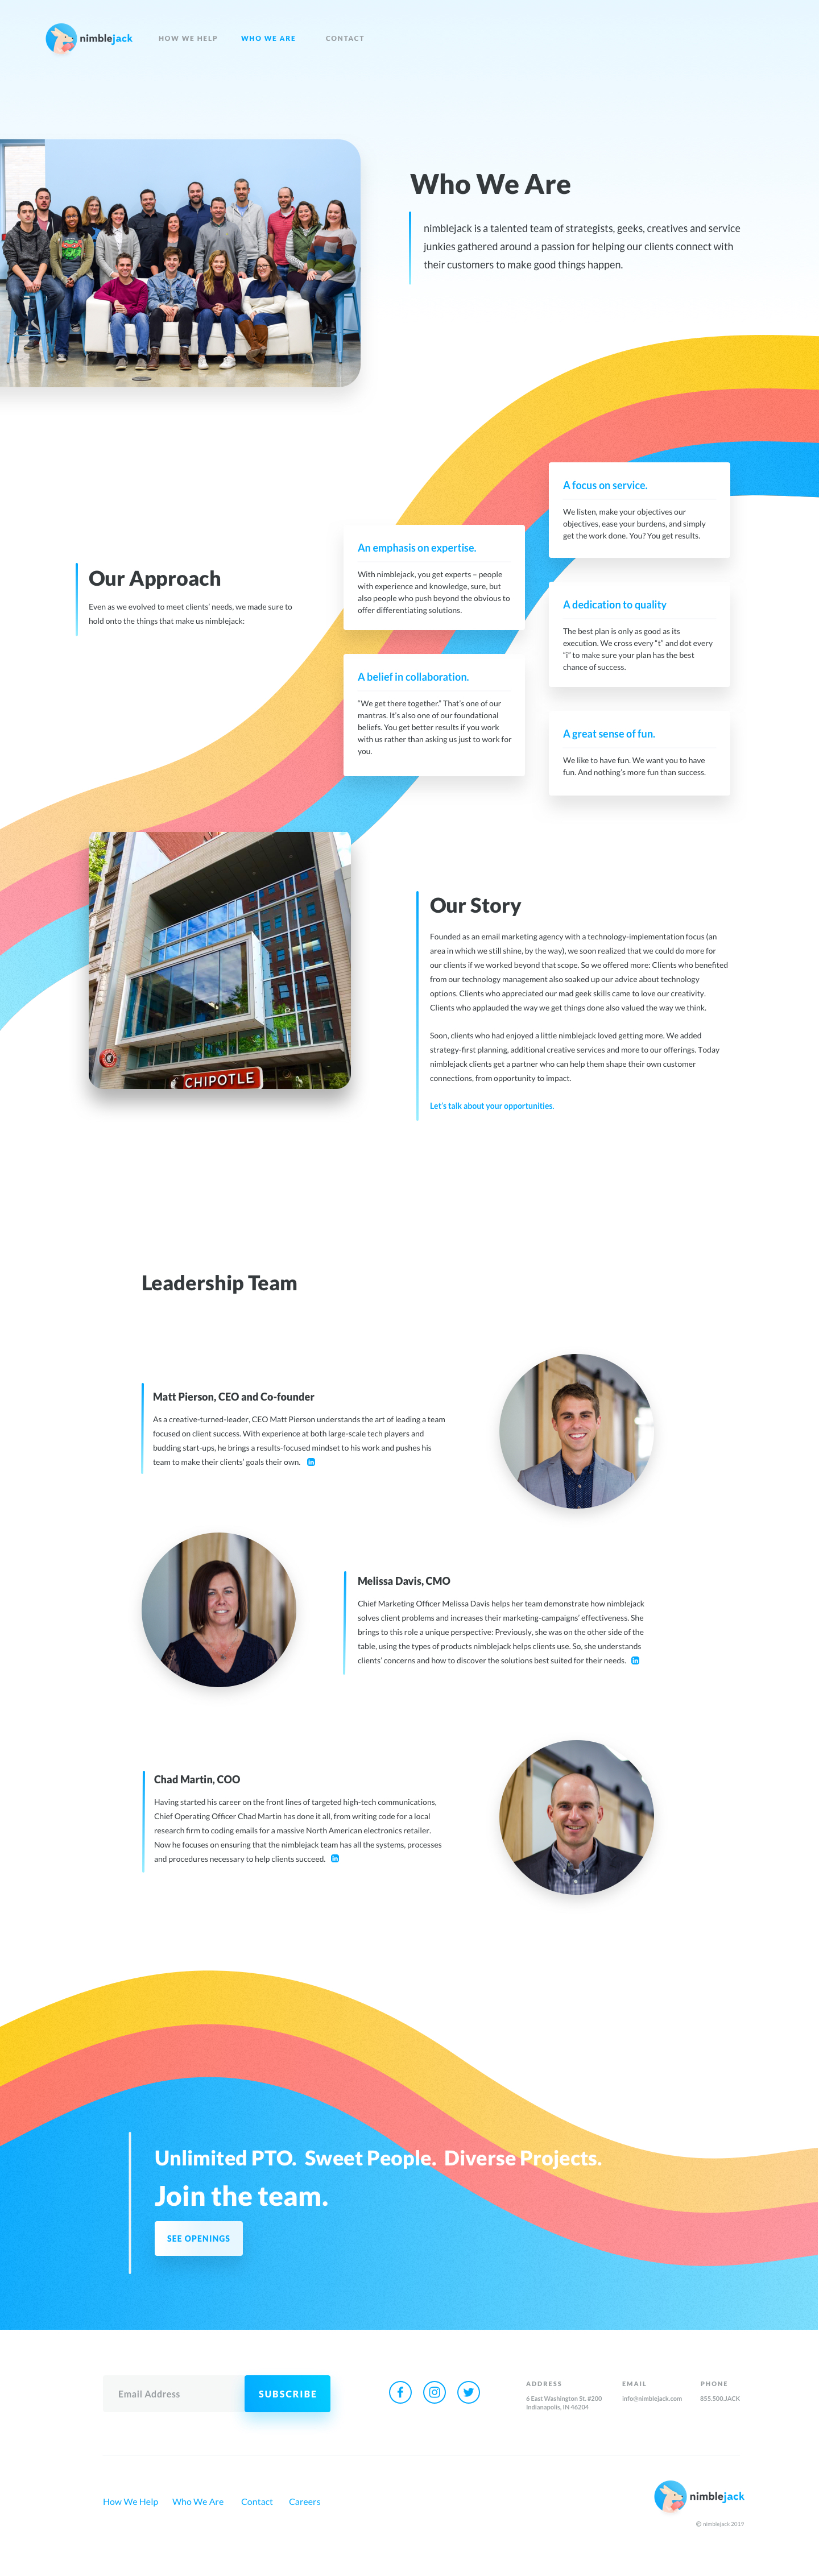 nimblejack
HOW WE HELP
WHO WE ARE
CONTACT
Who We Are
nimblejack is a talented team of strategists, geeks, creatives and service
junkies gathered around a passion for helping our clients connect with
their customers to make good things happen.
Our Approach
Even as we evolved to meet clients' needs, we made sure to
hold onto the things that make us nimblejack:
An emphasis on expertise.
With nimblejack, you get experts – people
with experience and knowledge, sure, but
also people who push beyond the obvious to
offer differentiating solutions.
A belief in collaboration.
"We get there together." That's one of our
mantras. It's also one of our foundational
beliefs. You get better results if you work
with us rather than asking us just to work for
you.
A focus on service.
We listen, make your objectives our
objectives, ease your burdens, and simply
get the work done. You? You get results.
A dedication to quality
The best plan is only as good as its
execution. We cross every "t" and dot every
"i" to make sure your plan has the best
chance of success.
A great sense of fun.
We like to have fun. We want you to have
fun. And nothing's more fun than success.
CHIPOTLE
Our Story
Founded as an email marketing agency with a technology-implementation focus (an
area in which we still shine, by the way), we soon realized that we could do more for
our clients if we worked beyond that scope. So we offered more: Clients who benefited
from our technology management also soaked up our advice about technology
options. Clients who appreciated our mad geek skills came to love our creativity.
Clients who applauded the way we get things done also valued the way we think.
Soon, clients who had enjoyed a little nimblejack loved getting more. We added
strategy-first planning, additional creative services and more to our offerings. Today
nimblejack clients get a partner who can help them shape their own customer
connections, from opportunity to impact.
Let's talk about your opportunities.
Leadership Team
Matt Pierson, CEO and Co-founder
As a creative-turned-leader, CEO Matt Pierson understands the art of leading a team
focused on client success. With experience at both large-scale tech players and
budding start-ups, he brings a results-focused mindset to his work and pushes his
team to make their clients' goals their own. in
Melissa Davis, CMO
Chief Marketing Officer Melissa Davis helps her team demonstrate how nimblejack
solves client problems and increases their marketing-campaigns' effectiveness. She
brings to this role a unique perspective: Previously, she was on the other side of the
table, using the types of products nimblejack helps clients use. So, she understands
clients' concerns and how to discover the solutions best suited for their needs. in
Chad Martin, COO
Having started his career on the front lines of targeted high-tech communications,
Chief Operating Officer Chad Martin has done it all, from writing code for a local
research firm to coding emails for a massive North American electronics retailer.
Now he focuses on ensuring that the nimblejack team has all the systems, processes
and procedures necessary to help clients succeed. in
Unlimited PTO. Sweet People. Diverse Projects.
Join the team.
SEE OPENINGS
Email Address
SUBSCRIBE
ADDRESS
6 East Washington St. #200
Indianapolis, IN 46204
EMAIL
info@nimblejack.com
PHONE
855.500.JACK
How We Help
Who We Are
Contact
Careers
nimblejack
© nimblejack 2019